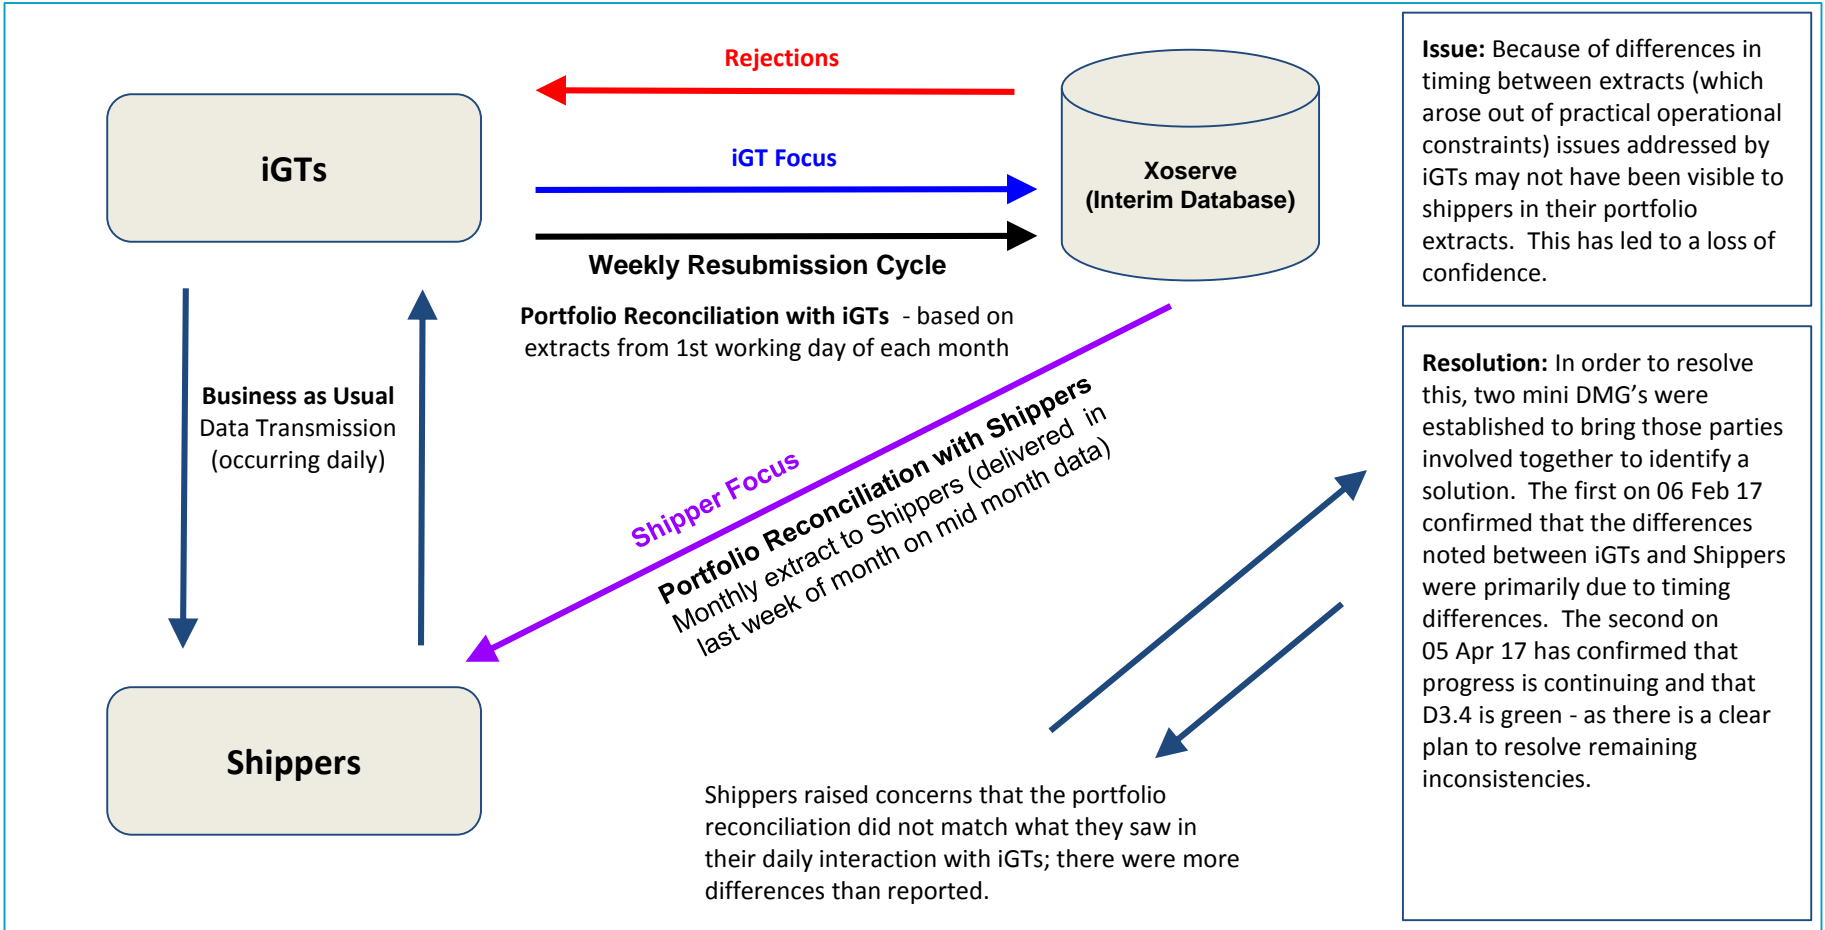 Rejections
iGTs
iGT Focus
Xoserve
(Interim Database)
Weekly Resubmission Cycle
Portfolio Reconciliation with iGTs - based on
extracts from 1st working day of each month
Business as Usual
Data Transmission
(occurring daily)
Shipper Focus
Portfolio Reconciliation with Shippers
Monthly extract to Shippers (delivered in
last week of month on mid month data)
Shippers
Shippers raised concerns that the portfolio
reconciliation did not match what they saw in
their daily interaction with iGTs; there were more
differences than reported.
Issue: Because of differences in
timing between extracts (which
arose out of practical operational
constraints) issues addressed by
iGTs may not have been visible to
shippers in their portfolio
extracts. This has led to a loss of
confidence.
Resolution: In order to resolve
this, two mini DMG’s were
established to bring those parties
involved together to identify a
solution. The first on 06 Feb 17
confirmed that the differences
noted between iGTs and Shippers
were primarily due to timing
differences. The second on
05 Apr 17 has confirmed that
progress is continuing and that
D3.4 is green - as there is a clear
plan to resolve remaining
inconsistencies.